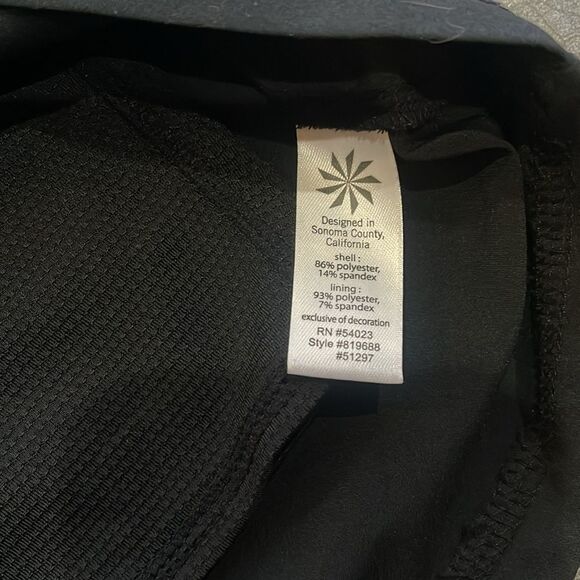 Designed in
Sonoma County,
California
shell :
86% polyester,
14% spandex
lining :
93% polyester,
7% spandex
exclusive of decoration
RN #54023
Style #819688
#51297